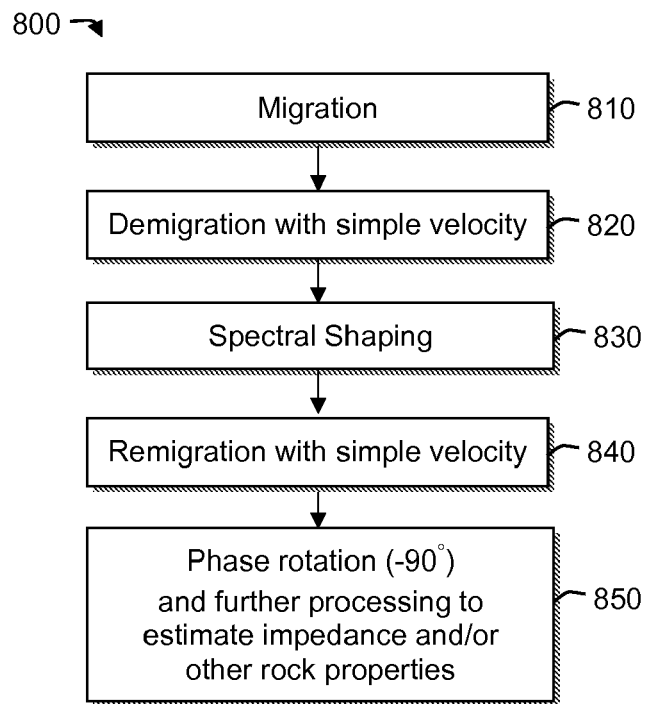 800
Migration
810
Demigration with simple velocity
820
Spectral Shaping
830
Remigration with simple velocity
840
Phase rotation (-90°)
and further processing to
estimate impedance and/or
other rock properties
850